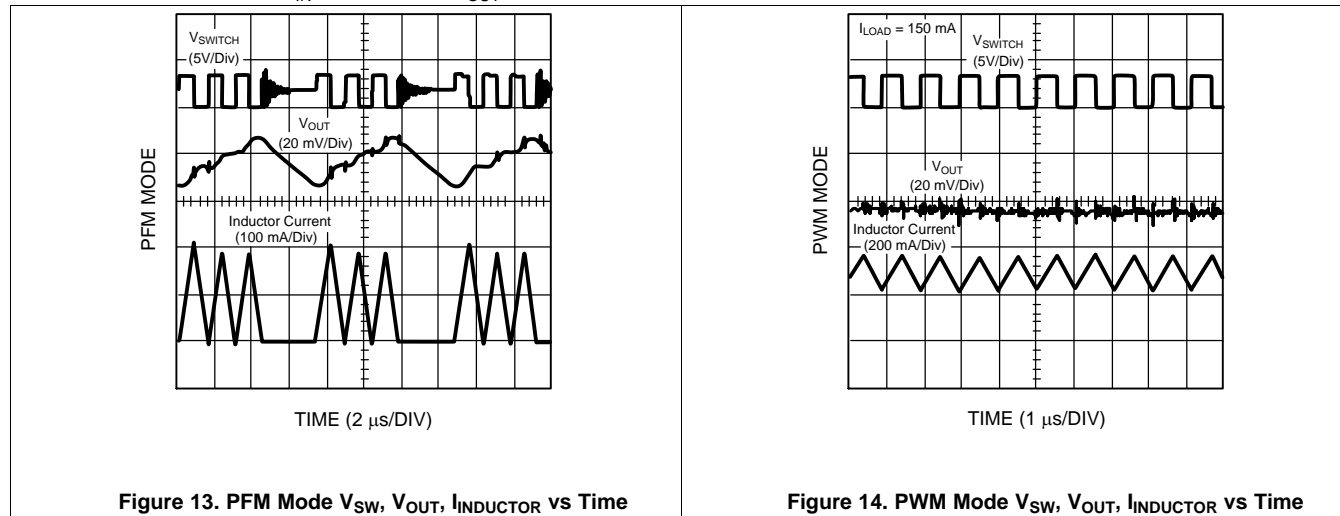 IN
OUT
PFM MODE
VSWITCH
(5V/Div)
VOUT
(20 mV/Div)
Inductor Current
(100 mA/Div)
TIME (2 μs/DIV)
Figure 13. PFM Mode VSW, VOUT, IINDUCTOR vs Time
PWM MODE
ILOAD = 150 mA
VSWITCH
(5V/Div)
VOUT
(20 mV/Div)
Inductor Current
(200 mA/Div)
TIME (1 μs/DIV)
Figure 14. PWM Mode VSW, VOUT, IINDUCTOR vs Time